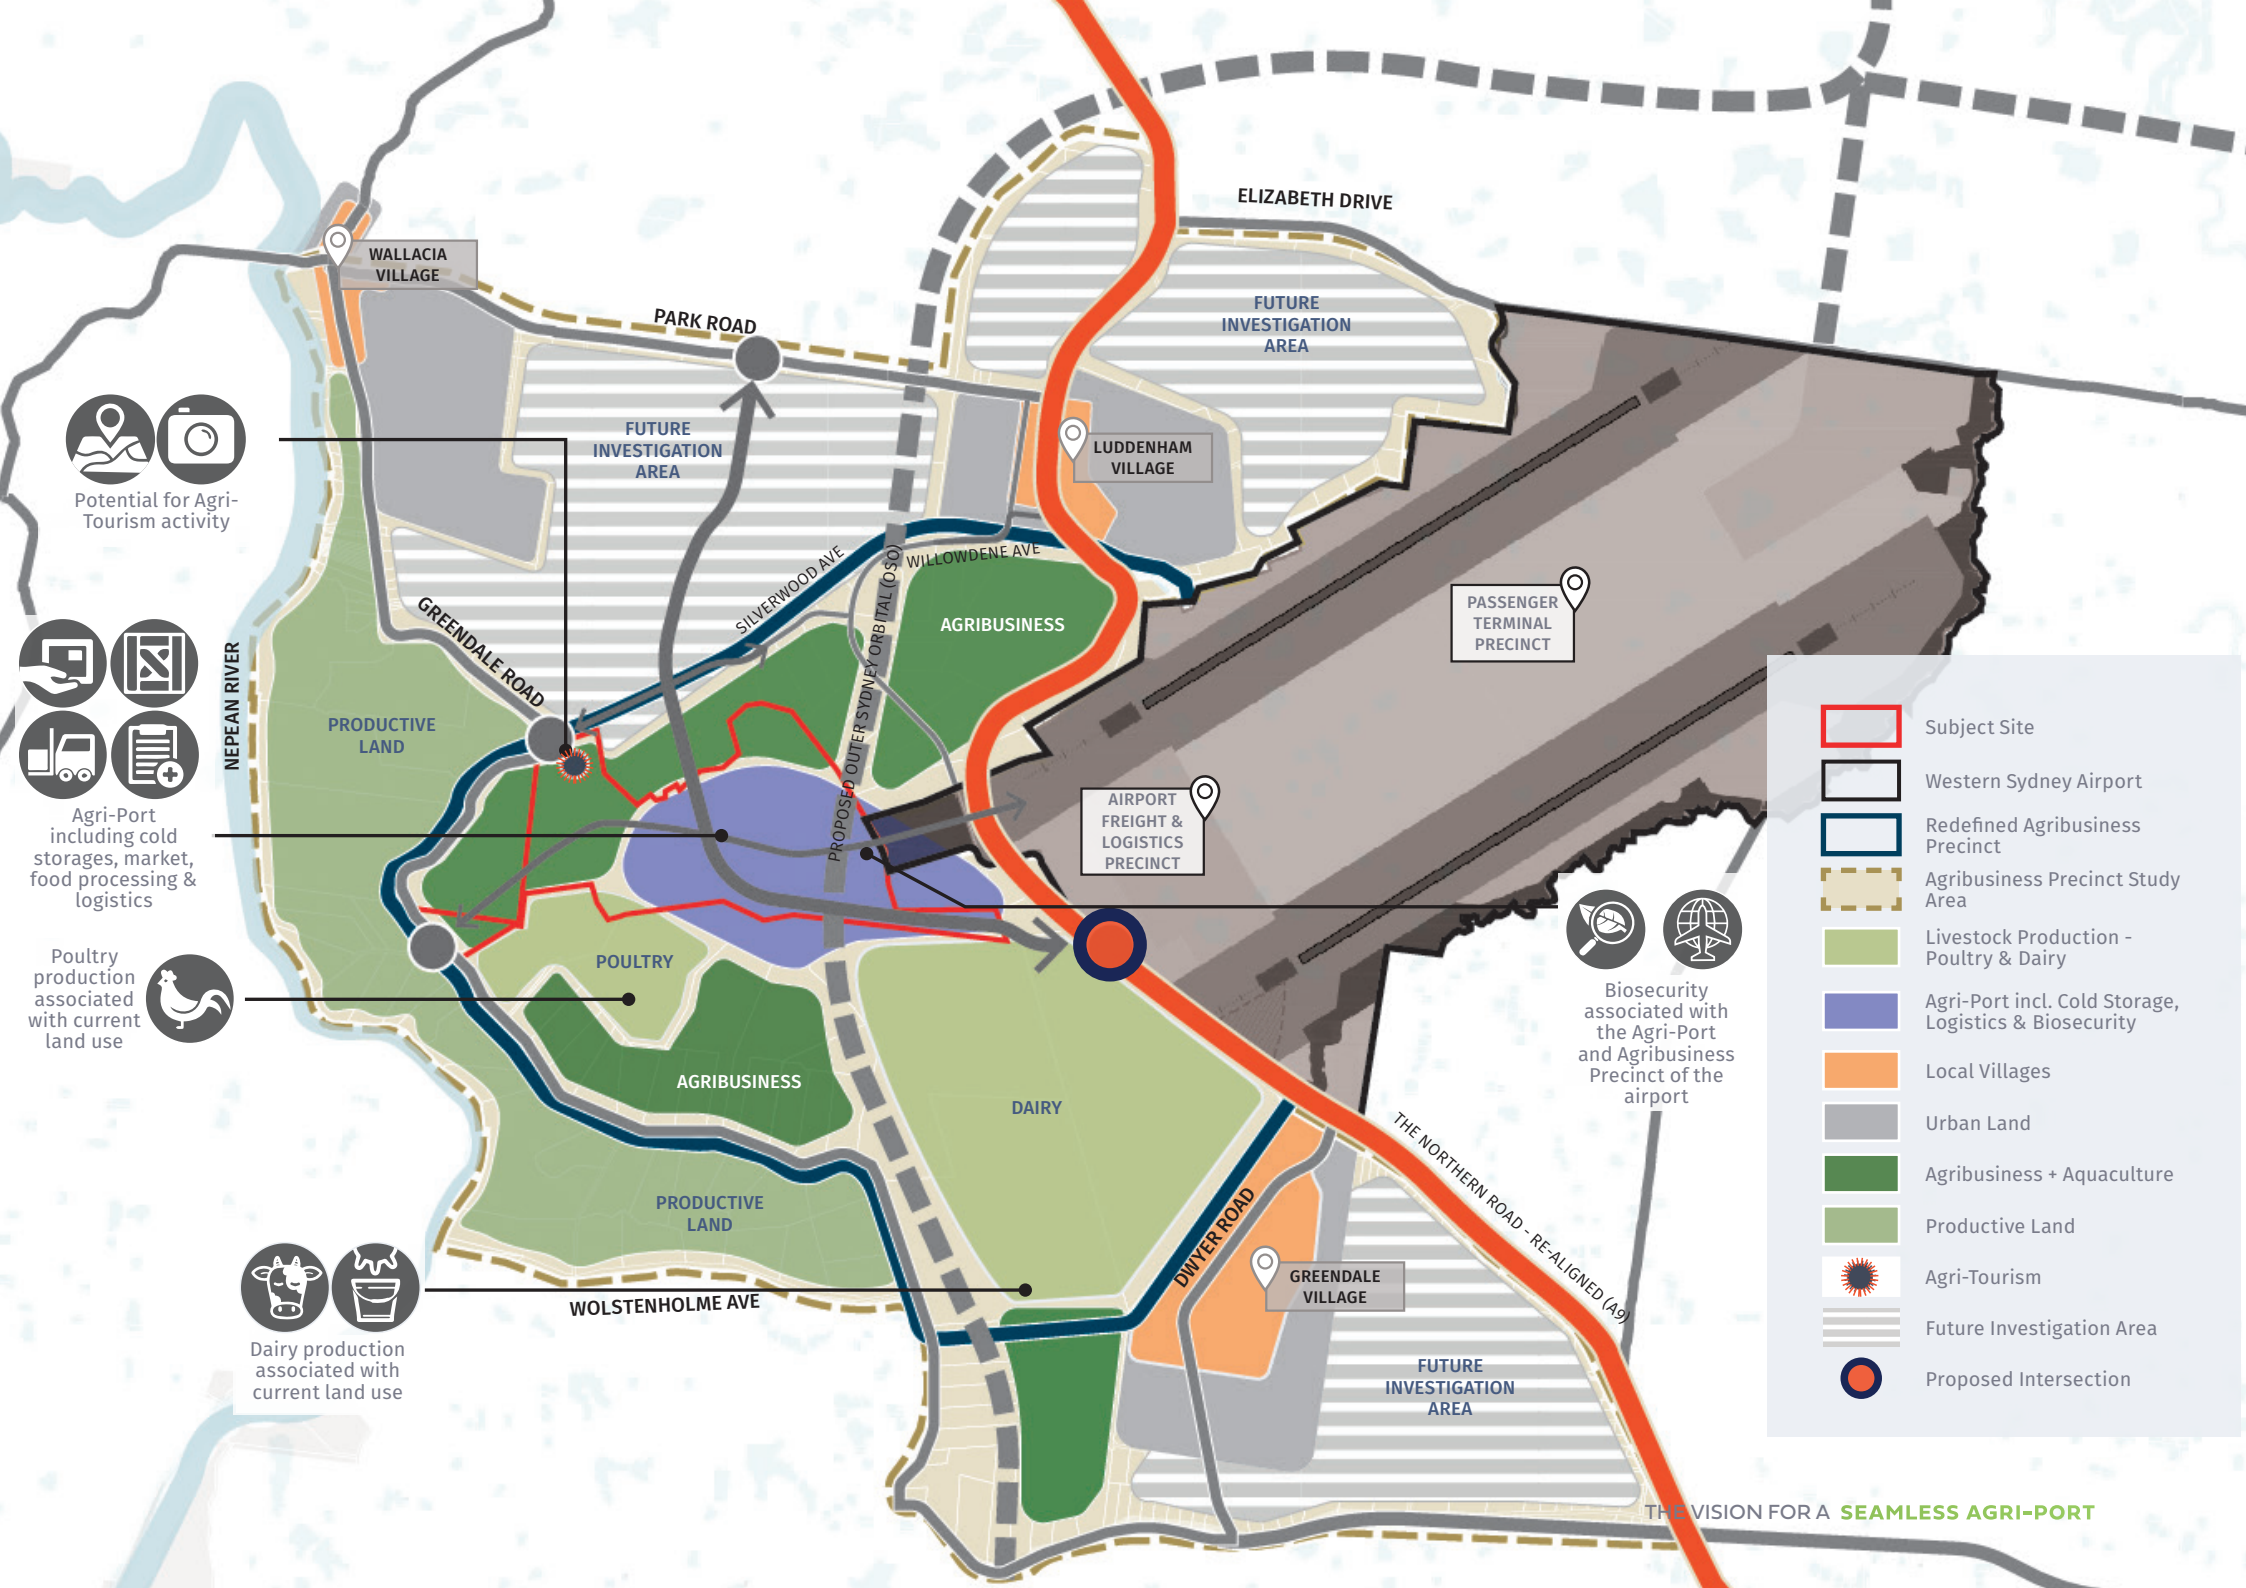 ELIZABETH DRIVE
WALLACIA
VILLAGE
PARK ROAD
FUTURE
INVESTIGATION
AREA
FUTURE
INVESTIGATION
AREA
LUDDENHAM
VILLAGE
Potential for Agri-
Tourism activity
SILVERWOOD AVE
WILLOWDENE AVE
GREENDALE ROAD
AGRIBUSINESS
PROPOSED OUTER SYDNEY ORBITAL (OSO)
PASSENGER
TERMINAL
PRECINCT
NEPEAN RIVER
PRODUCTIVE
LAND
AIRPORT
FREIGHT &
LOGISTICS
PRECINCT
Agri-Port
including cold
storages, market,
food processing &
logistics
Poultry
production
associated
with current
land use
POULTRY
AGRIBUSINESS
DAIRY
Biosecurity
associated with
the Agri-Port
and Agribusiness
Precinct of the
airport
PRODUCTIVE
LAND
THE NORTHERN ROAD - RE-ALIGNED (A9)
DWYER ROAD
GREENDALE
VILLAGE
WOLSTENHOLME AVE
Dairy production
associated with
current land use
FUTURE
INVESTIGATION
AREA
Subject Site
Western Sydney Airport
Redefined Agribusiness
Precinct
Agribusiness Precinct Study
Area
Livestock Production -
Poultry & Dairy
Agri-Port incl. Cold Storage,
Logistics & Biosecurity
Local Villages
Urban Land
Agribusiness + Aquaculture
Productive Land
Agri-Tourism
Future Investigation Area
Proposed Intersection
THE VISION FOR A SEAMLESS AGRI-PORT